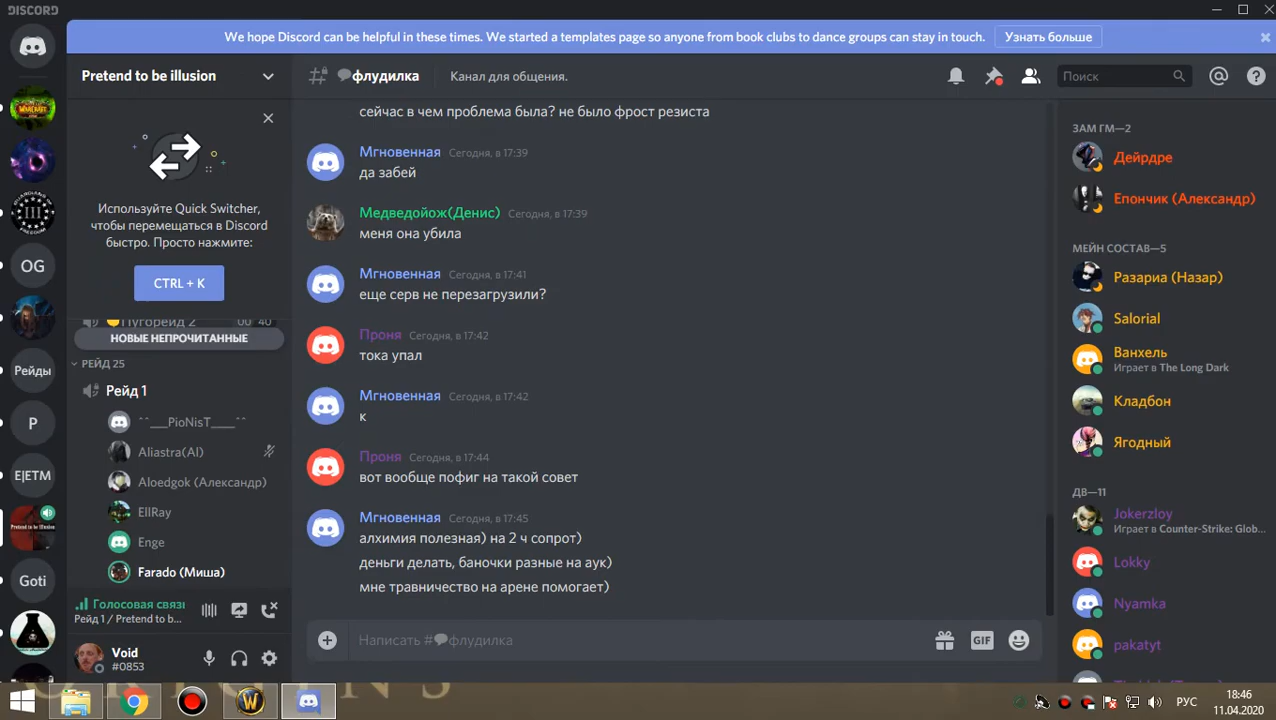 DISCORD
We hope Discord can be helpful in these times. We started a templates page so anyone from book clubs to dance groups can stay in touch.
Узнать больше
Pretend to be illusion
флудилка
Канал для общения.
Поиск
Используйте Quick Switcher,
чтобы перемещаться в Discord
быстро. Просто нажмите:
CTRL + K
Пугорейд 2
00 40
НОВЫЕ НЕПРОЧИТАННЫЕ
РЕЙД 25
Рейд 1
^^___PioNisT____^^
Aliastra(Al)
Aloedgok (Александр)
EllRay
Enge
Farado (Миша)
Голосовая связь
Рейд 1 / Pretend to b...
Void
#0853
OG
Рейды
P
E|ETM
Goti
сейчас в чем проблема была? не было фрост резиста
Мгновенная Сегодня, в 17:39
да забей
Медведойож(Денис) Сегодня, в 17:39
меня она убила
Мгновенная Сегодня, в 17:41
еще серв не перезагрузили?
Проня Сегодня, в 17:42
тока упал
Мгновенная Сегодня, в 17:42
к
Проня Сегодня, в 17:44
вот вообще пофиг на такой совет
Мгновенная Сегодня, в 17:45
алхимия полезная) на 2 ч сопрот)
деньги делать, баночки разные на аук)
мне травничество на арене помогает)
Написать #флудилка
GIF
ЗАМ ГМ—2
Дейрдре
Епончик (Александр)
МЕЙН СОСТАВ—5
Разариа (Назар)
Salorial
Ванхель
Играет в The Long Dark
Кладбон
Ягодный
ДВ—11
Jokerzloy
Играет в Counter-Strike: Glob...
Lokky
Nyamka
pakatyt
РУС
18:46
11.04.2020